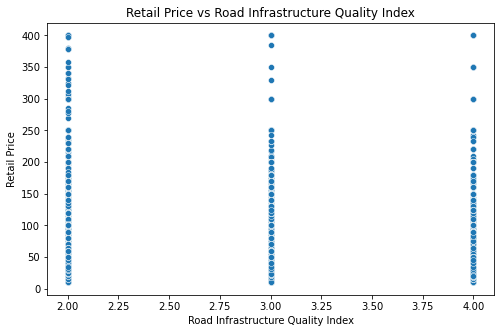 Retail Price vs Road Infrastructure Quality Index
400
350
300
250
200
150
100
50
0
Retail Price
2.00 2.25 2.50 2.75 3.00 3.25 3.50 3.75 4.00
Road Infrastructure Quality Index